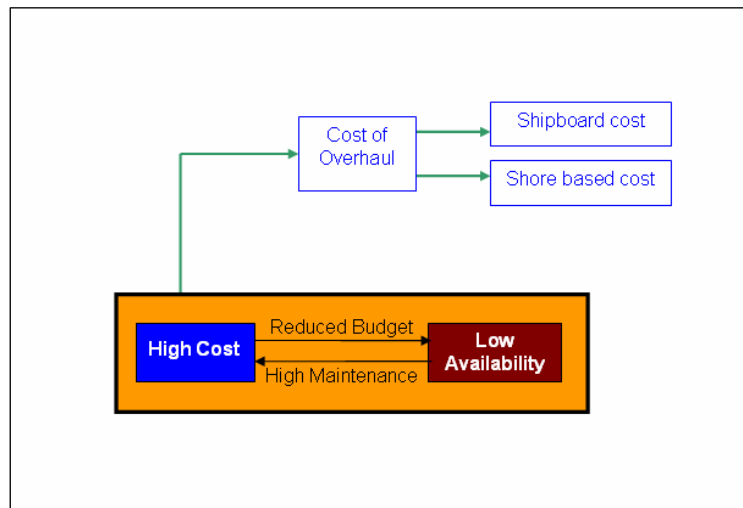 Cost of
Overhaul
Shipboard cost
Shore based cost
High Cost
Reduced Budget
High Maintenance
Low
Availability